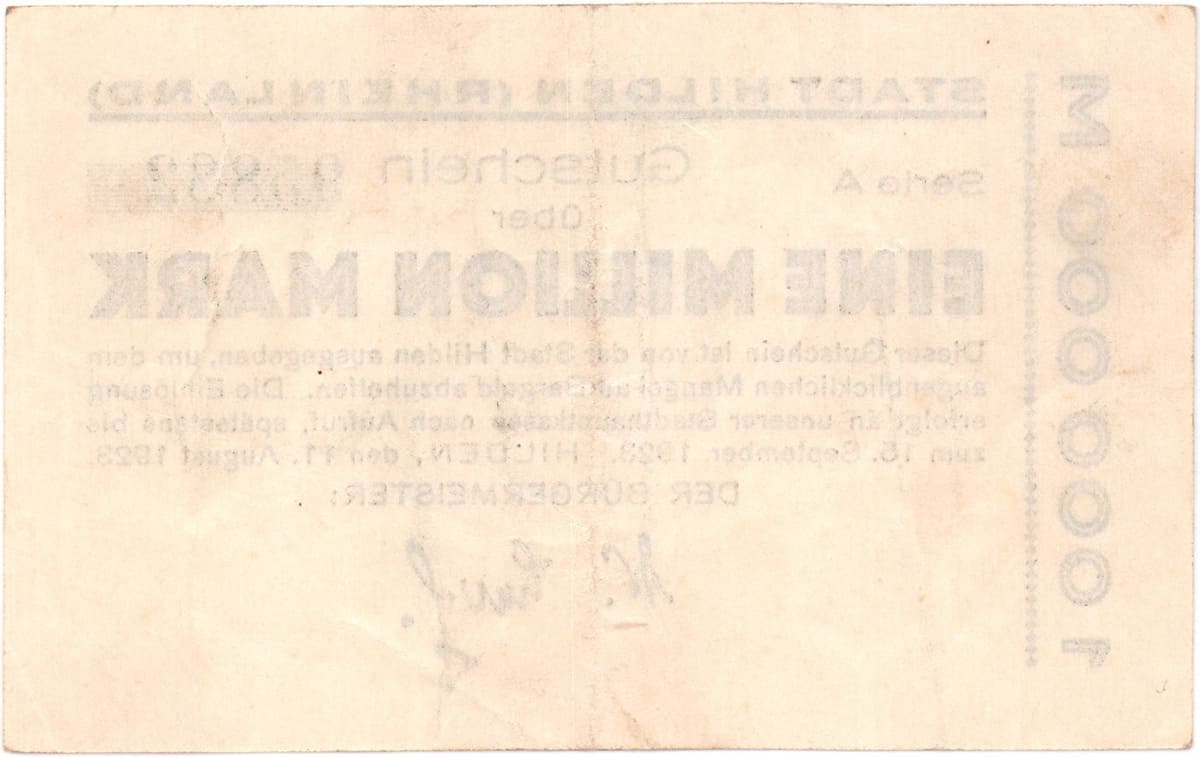 STADT HILDEN (RHEINLAND)
Serie A Gutschein
über
EINE MILLION MARK
Dieser Gutschein ist von der Stadt Hilden ausgegeben, um dem
augenblicklichen Mangel an Bargeld abzuhelfen. Die Einlösung
erfolgt an unserer Stadthauptkasse nach Aufruf, spätestens bis
zum 15. September 1923. HILDEN, den 11. August 1923.
DER BÜRGERMEISTER:
M 1000000